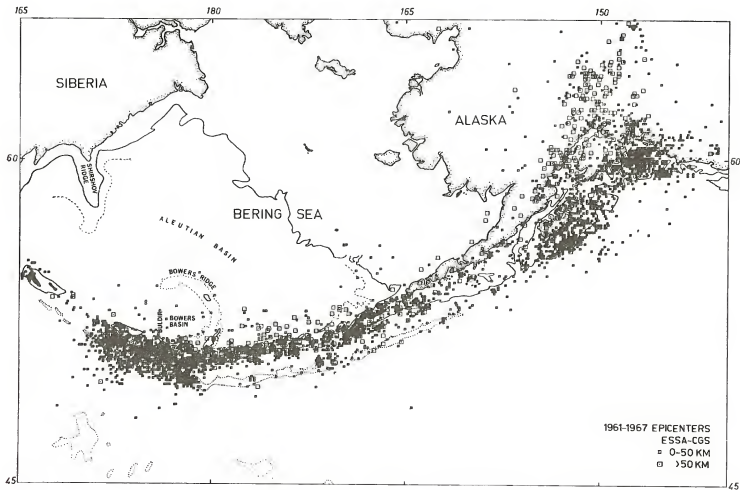 165 180 165 150
SIBERIA
ALASKA
60 60
SHIRSHOV
RIDGE
BERING SEA
ALEUTIAN BASIN
BOWERS' RIDGE
BULDIR
BOWERS
BASIN
1961-1967 EPICENTERS
ESSA-CGS
0-50 KM
>50 KM
45 45